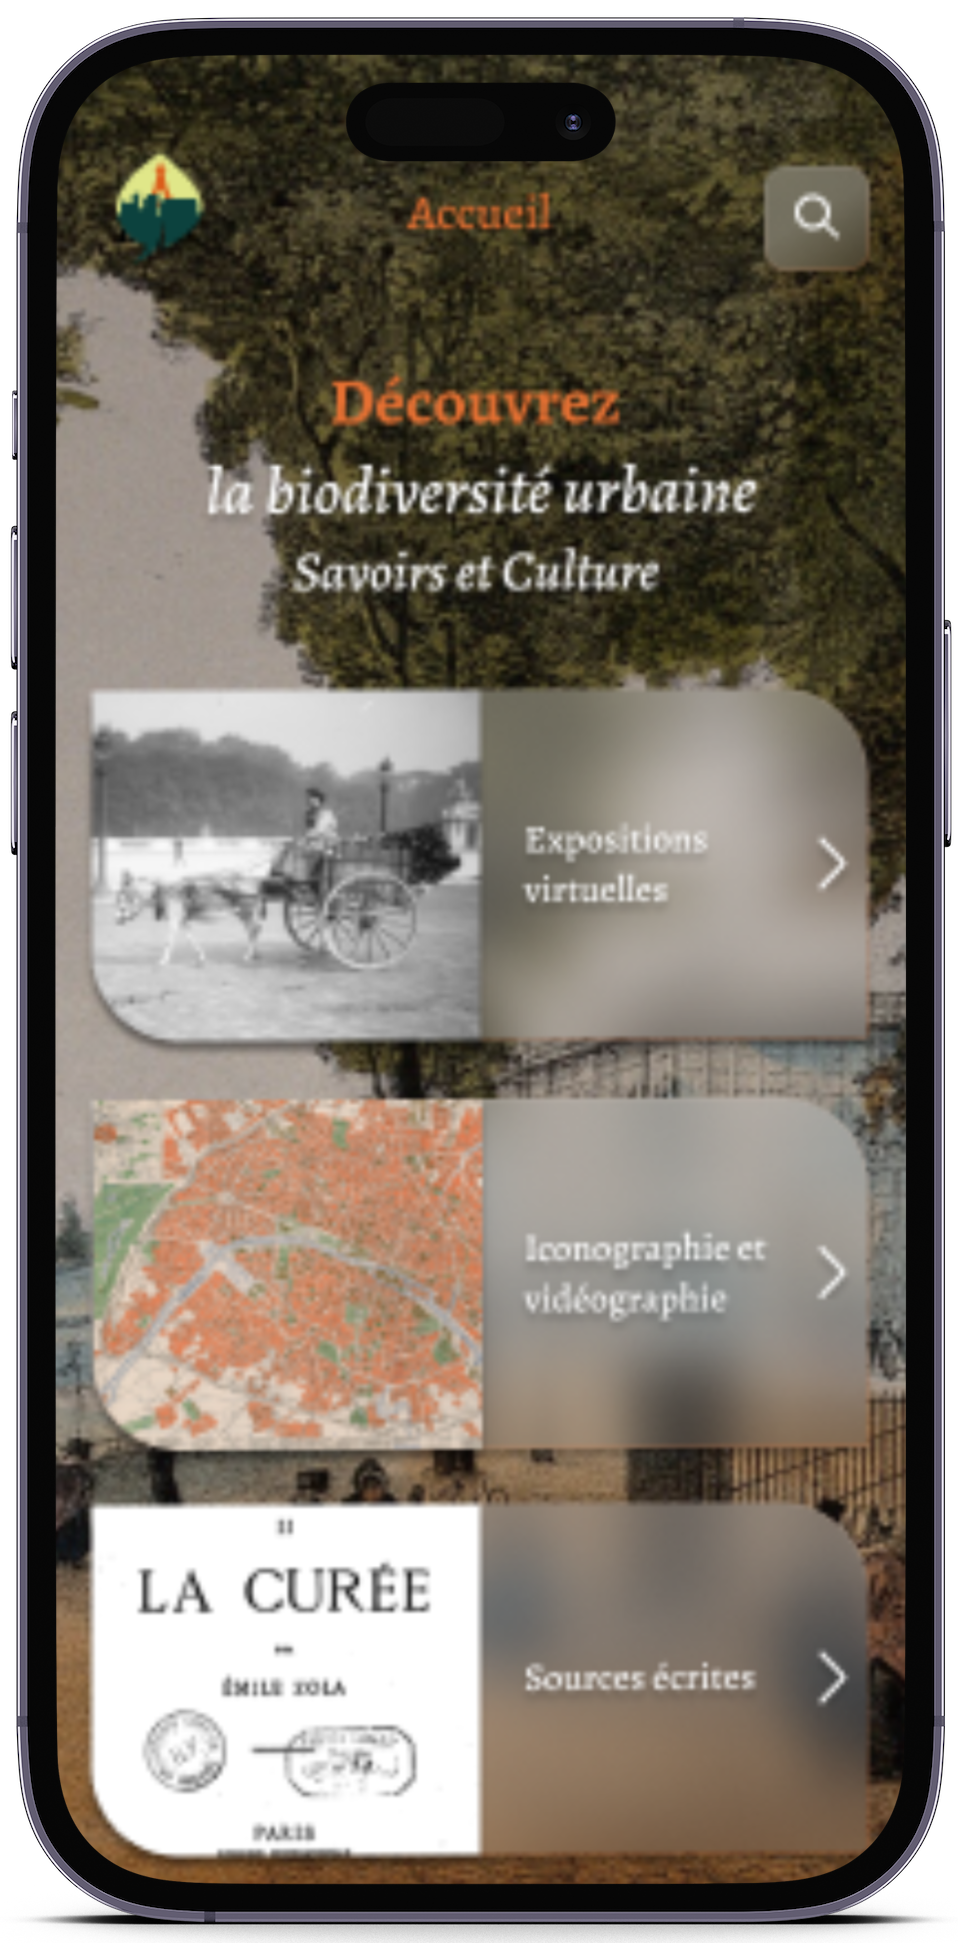 Accueil
Découvrez
la biodiversité urbaine
Savoirs et Culture
Expositions
virtuelles
Iconographie et
vidéographie
II
LA CURÉE
PAR
ÉMILE ZOLA
PARIS
Sources écrites